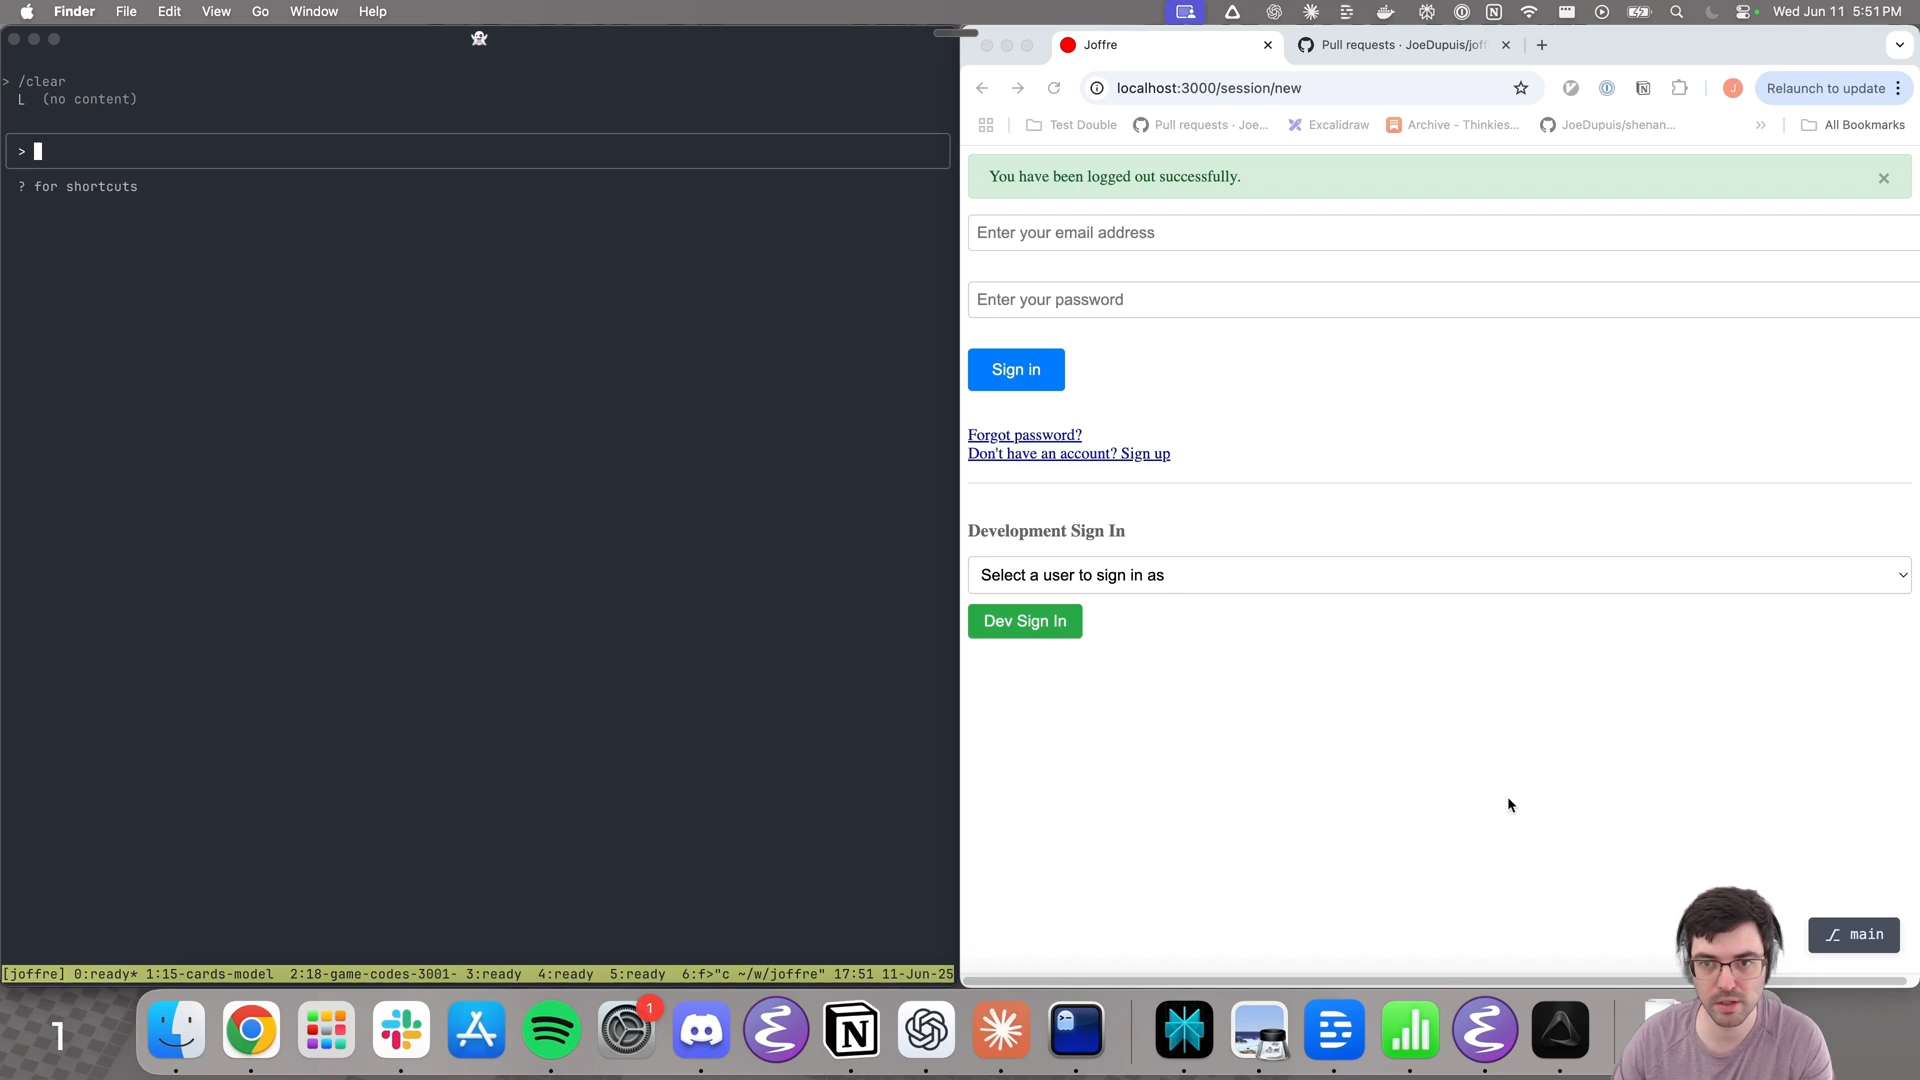 Finder File Edit View Go Window Help
Wed Jun 11 5:51 PM
> /clear
(no content)
>
? for shortcuts
[joffre] 0:ready* 1:15-cards-model 2:18-game-codes-3001- 3:ready 4:ready 5:ready 6:f>"c ~/w/joffre" 17:51 11-Jun-25
Joffre
Pull requests · JoeDupuis/joff
localhost:3000/session/new
Relaunch to update
Test Double
Pull requests · Joe...
Excalidraw
Archive - Thinkies...
JoeDupuis/shenan...
All Bookmarks
You have been logged out successfully.
Enter your email address
Enter your password
Sign in
Forgot password?
Don't have an account? Sign up
Development Sign In
Select a user to sign in as
Dev Sign In
main
1
1